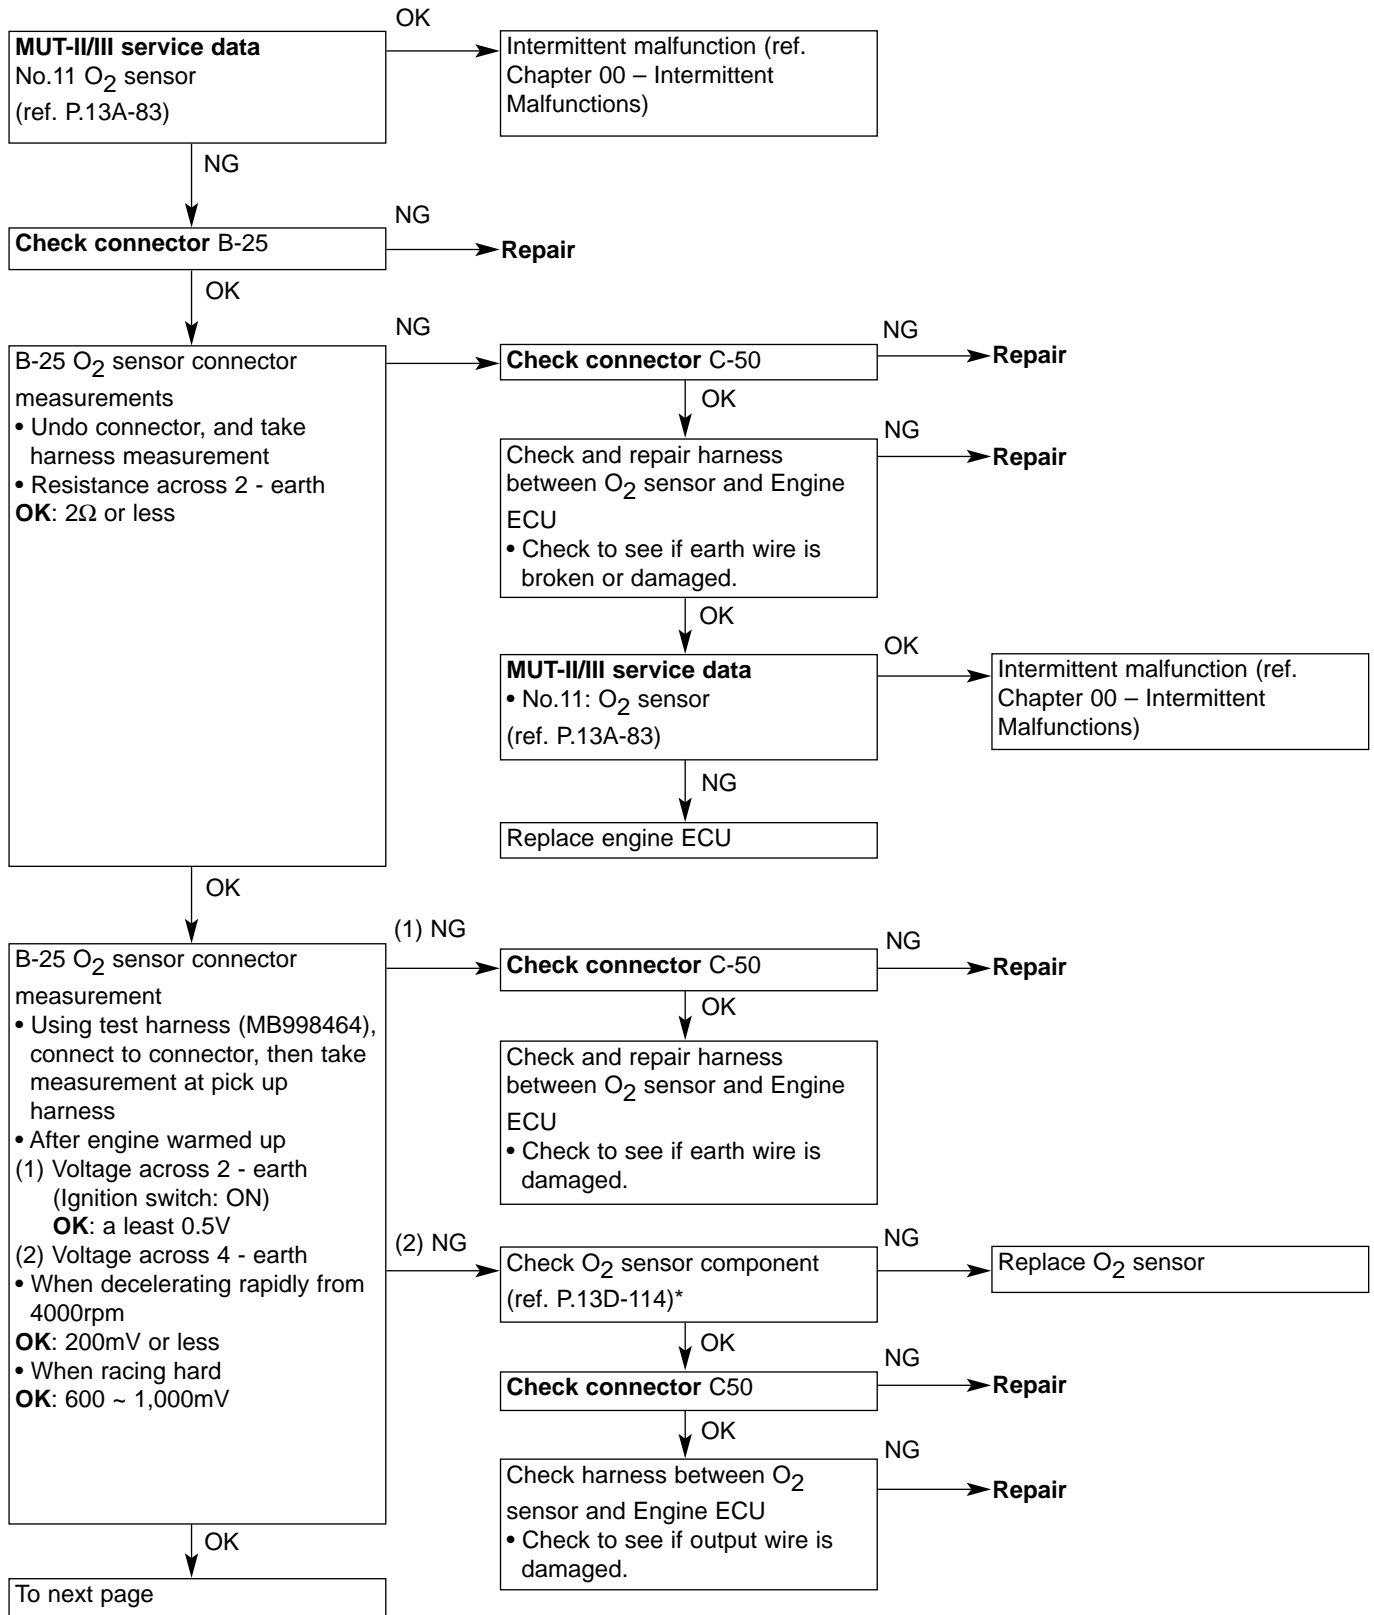 OK
MUT-II/III service data
No.11 O2 sensor
(ref. P.13A-83)
Intermittent malfunction (ref.
Chapter 00 – Intermittent
Malfunctions)
NG
Check connector B-25
NG
Repair
OK
B-25 O2 sensor connector
measurements
• Undo connector, and take
harness measurement
• Resistance across 2 - earth
OK: 2Ω or less
NG
Check connector C-50
NG
Repair
OK
Check and repair harness
between O2 sensor and Engine
ECU
• Check to see if earth wire is
broken or damaged.
NG
Repair
OK
MUT-II/III service data
• No.11: O2 sensor
(ref. P.13A-83)
OK
Intermittent malfunction (ref.
Chapter 00 – Intermittent
Malfunctions)
NG
Replace engine ECU
OK
B-25 O2 sensor connector
measurement
• Using test harness (MB998464),
connect to connector, then take
measurement at pick up
harness
• After engine warmed up
(1) Voltage across 2 - earth
(Ignition switch: ON)
OK: a least 0.5V
(2) Voltage across 4 - earth
• When decelerating rapidly from
4000rpm
OK: 200mV or less
• When racing hard
OK: 600 ~ 1,000mV
(1) NG
Check connector C-50
NG
Repair
OK
Check and repair harness
between O2 sensor and Engine
ECU
• Check to see if earth wire is
damaged.
(2) NG
Check O2 sensor component
(ref. P.13D-114)*
NG
Replace O2 sensor
OK
Check connector C50
NG
Repair
OK
Check harness between O2
sensor and Engine ECU
• Check to see if output wire is
damaged.
NG
Repair
OK
To next page